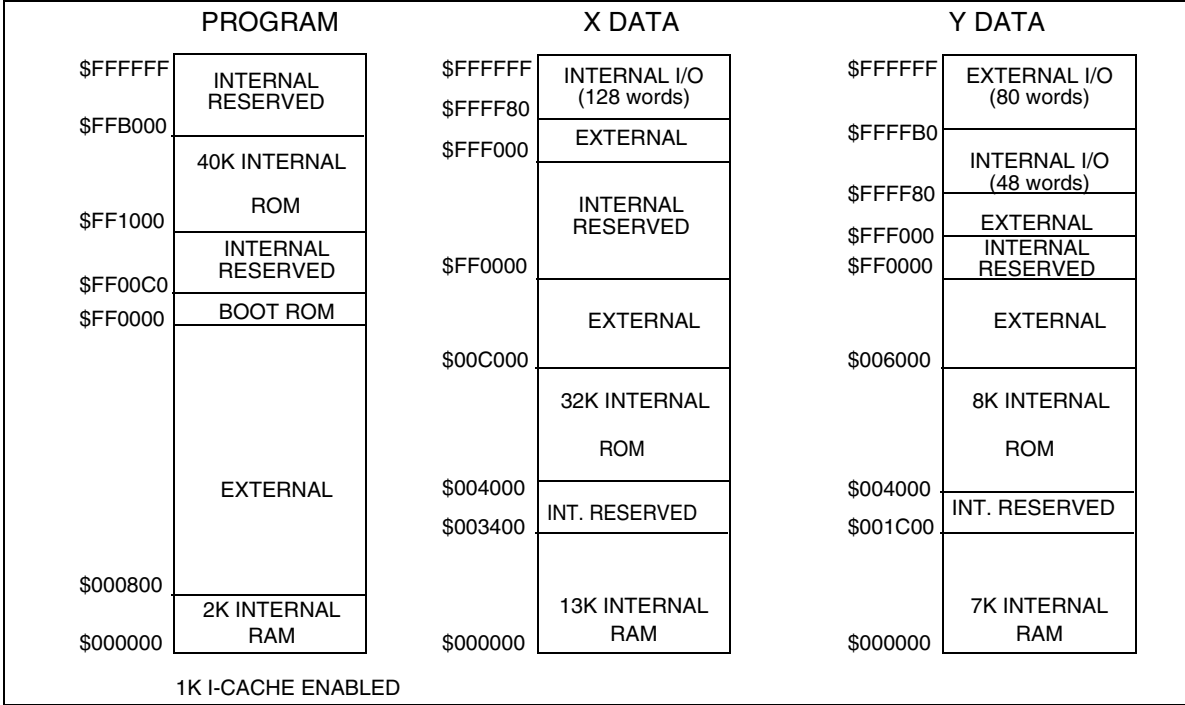 PROGRAM
$FFFFFF
INTERNAL
RESERVED
$FFB000
40K INTERNAL
ROM
$FF1000
INTERNAL
RESERVED
$FF00C0
BOOT ROM
$FF0000
EXTERNAL
$000800
2K INTERNAL
RAM
$000000
1K I-CACHE ENABLED
X DATA
$FFFFFF
INTERNAL I/O
(128 words)
$FFFF80
EXTERNAL
$FFF000
INTERNAL
RESERVED
$FF0000
EXTERNAL
$00C000
32K INTERNAL
ROM
$004000
INT. RESERVED
$003400
13K INTERNAL
RAM
$000000
Y DATA
$FFFFFF
EXTERNAL I/O
(80 words)
$FFFFB0
INTERNAL I/O
(48 words)
$FFFF80
EXTERNAL
$FFF000
INTERNAL
RESERVED
$FF0000
EXTERNAL
$006000
8K INTERNAL
ROM
$004000
INT. RESERVED
$001C00
7K INTERNAL
RAM
$000000